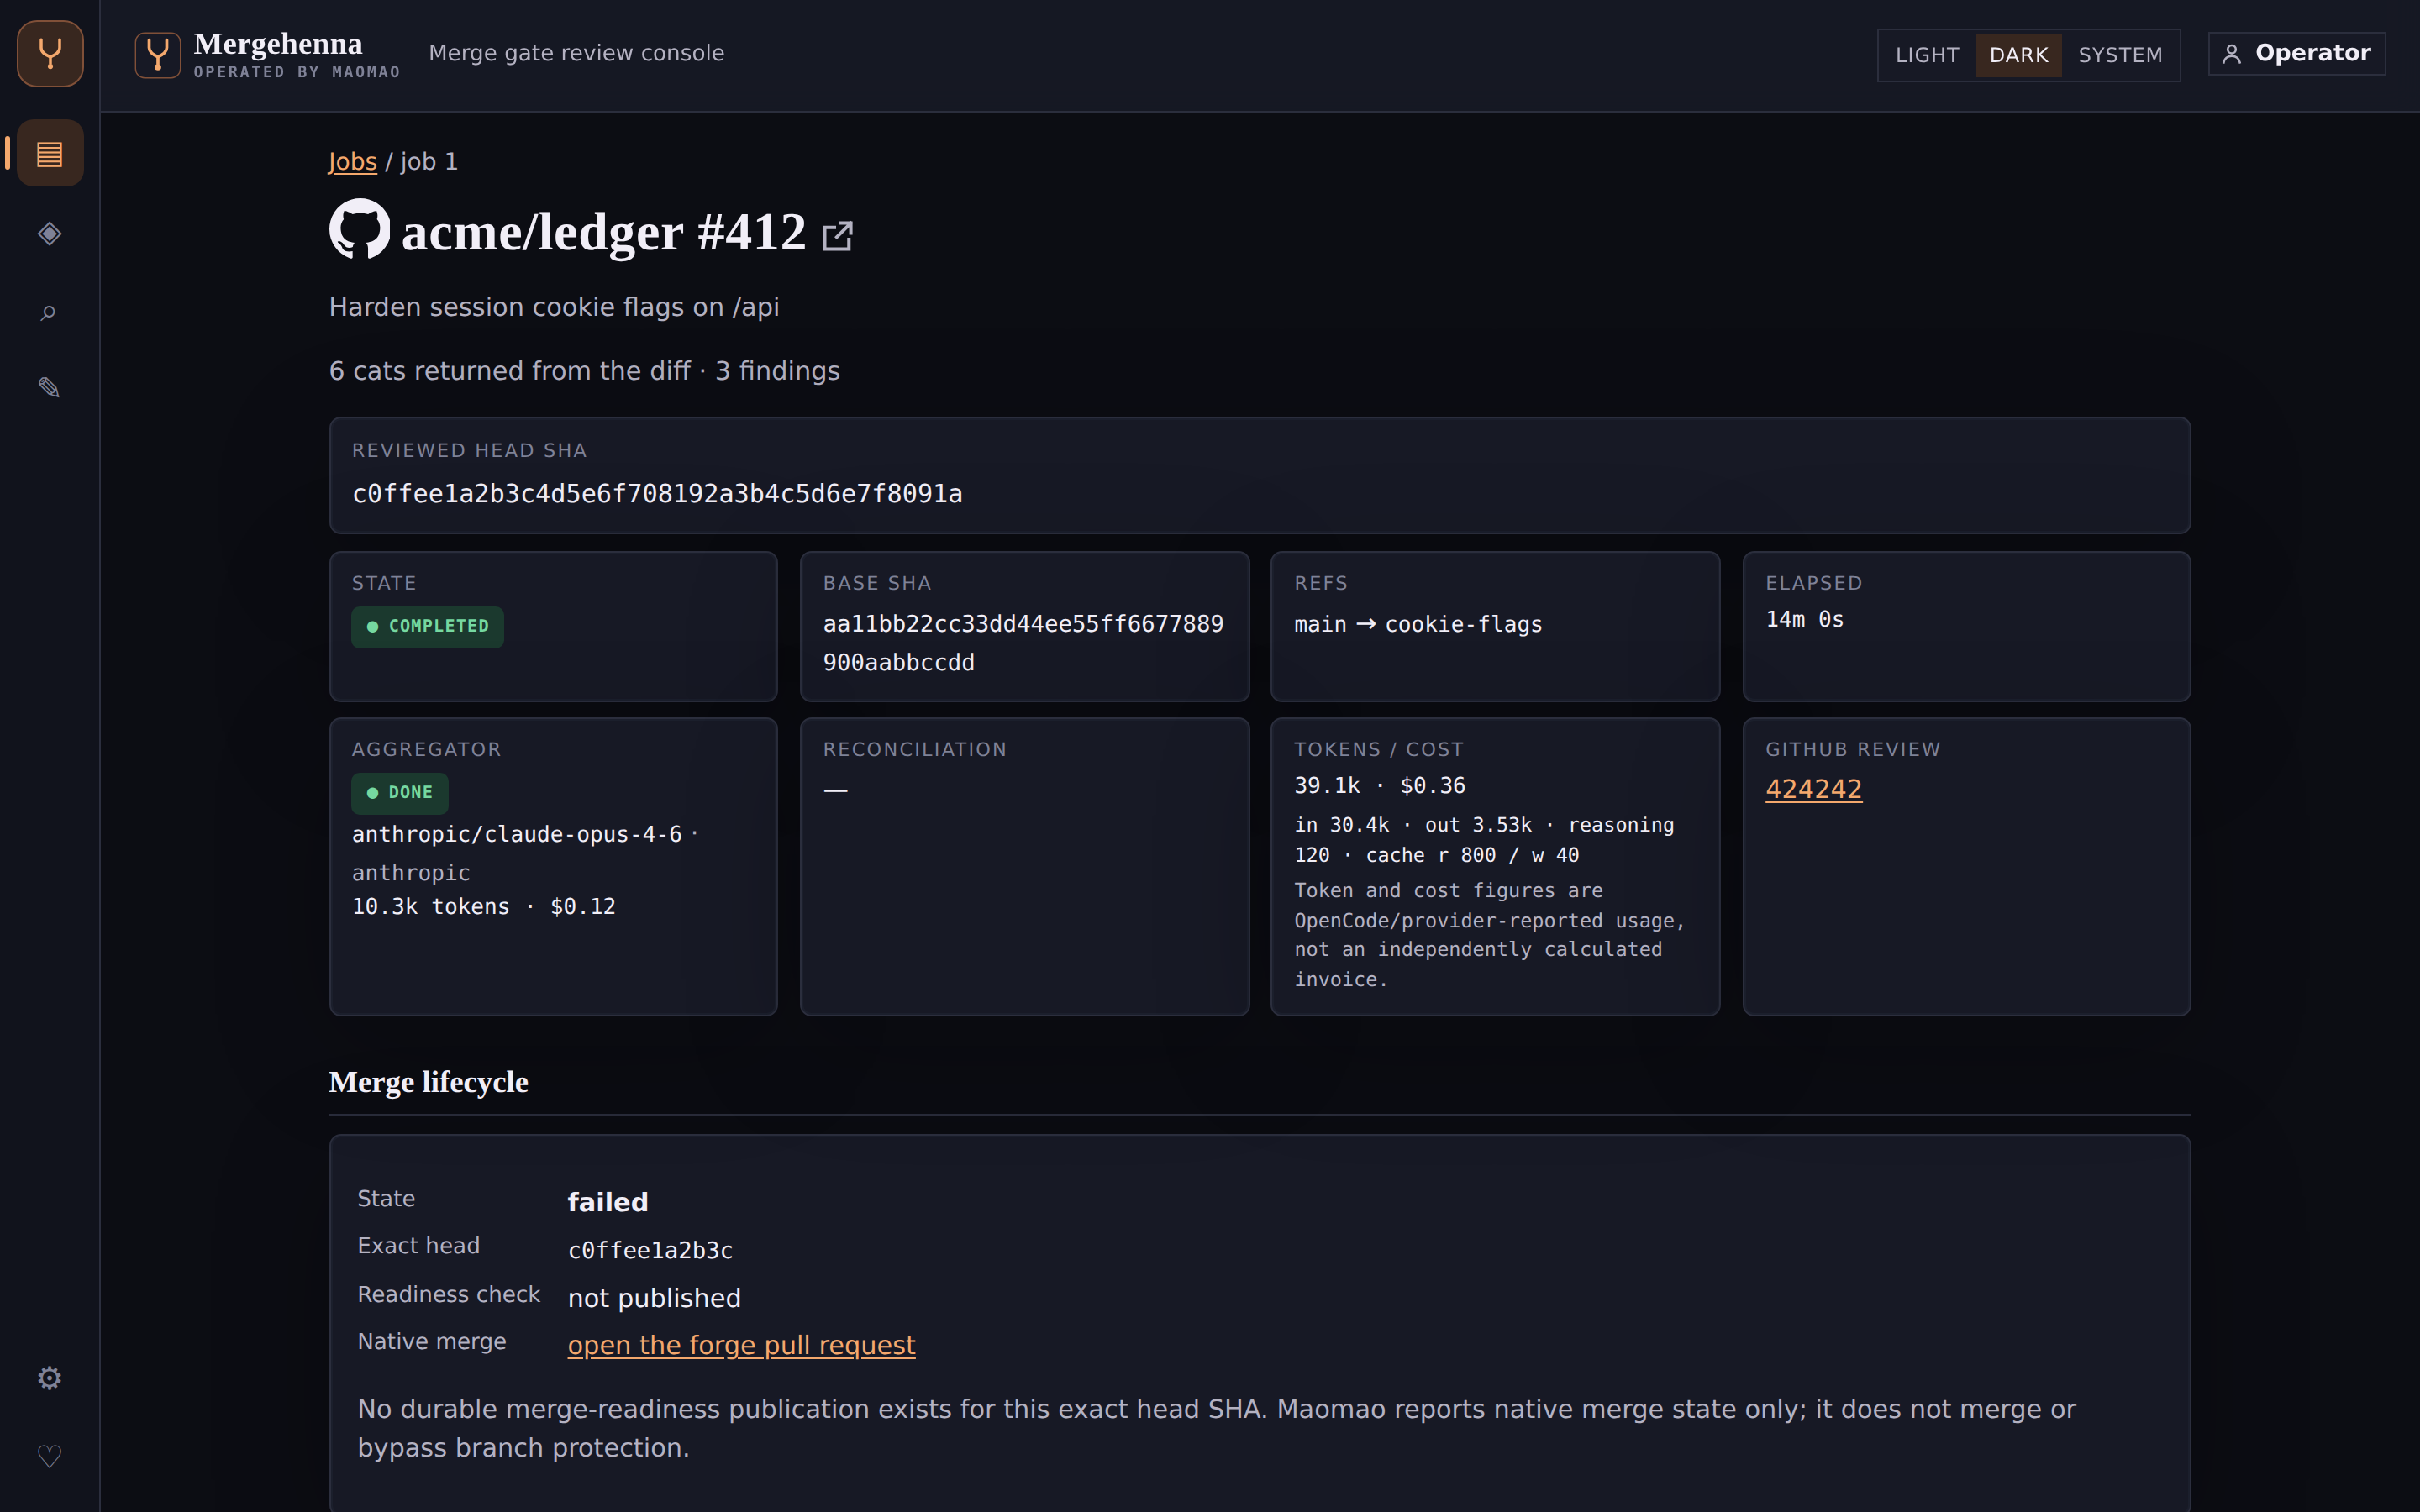 Mergehenna
OPERATED BY MAOMAO
Merge gate review console
LIGHT DARK SYSTEM
Operator
Jobs / job 1
acme/ledger #412
Harden session cookie flags on /api
6 cats returned from the diff · 3 findings
REVIEWED HEAD SHA
c0ffee1a2b3c4d5e6f708192a3b4c5d6e7f8091a
STATE
COMPLETED
BASE SHA
aa11bb22cc33dd44ee55ff6677889
900aabbccdd
REFS
main → cookie-flags
ELAPSED
14m 0s
AGGREGATOR
DONE
anthropic/claude-opus-4-6 ·
anthropic
10.3k tokens · $0.12
RECONCILIATION
—
TOKENS / COST
39.1k · $0.36
in 30.4k · out 3.53k · reasoning
120 · cache r 800 / w 40
Token and cost figures are
OpenCode/provider-reported usage,
not an independently calculated
invoice.
GITHUB REVIEW
424242
Merge lifecycle
State failed
Exact head c0ffee1a2b3c
Readiness check not published
Native merge open the forge pull request
No durable merge-readiness publication exists for this exact head SHA. Maomao reports native merge state only; it does not merge or
bypass branch protection.